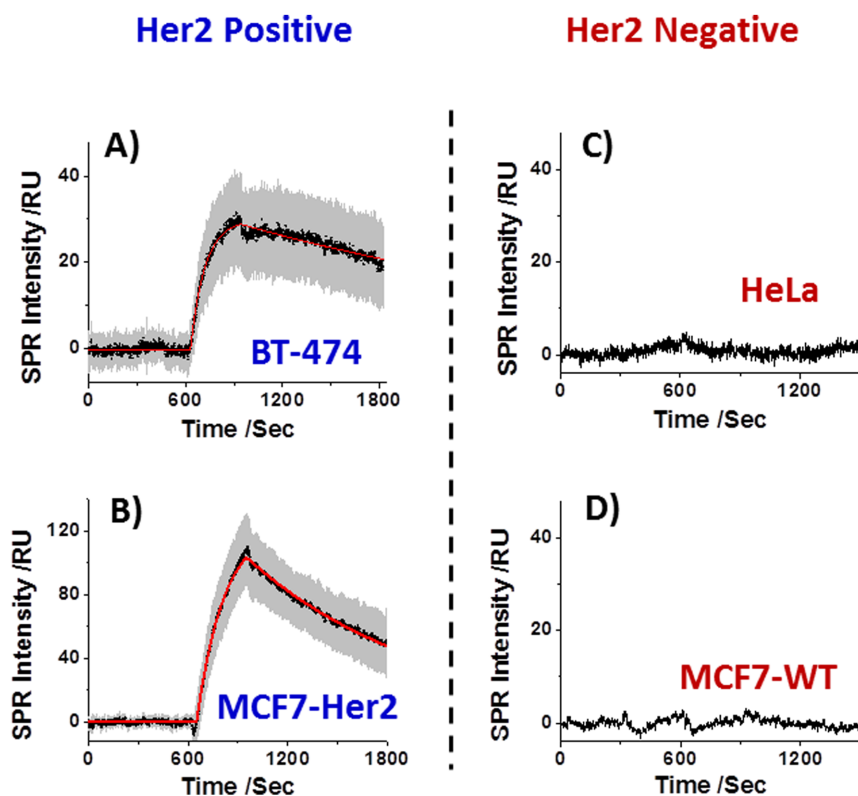 Her2 Positive
Her2 Negative
A)
SPR Intensity /RU
40
20
0
BT-474
0
600
1200
1800
Time /Sec
C)
SPR Intensity /RU
40
20
0
HeLa
0
600
1200
Time /Sec
B)
SPR Intensity /RU
120
80
40
0
MCF7-Her2
0
600
1200
1800
Time /Sec
D)
SPR Intensity /RU
40
20
0
MCF7-WT
0
600
1200
Time /Sec